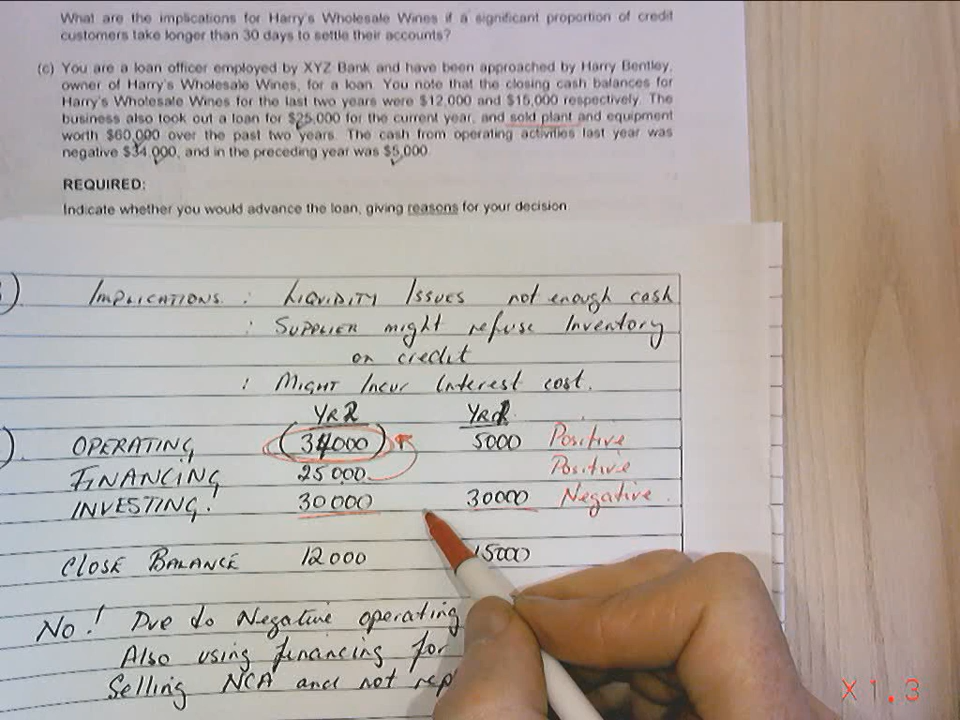 What are the implications for Harry's Wholesale Wines if a significant proportion of credit
customers take longer than 30 days to settle their accounts?
(c) You are a loan officer employed by XYZ Bank and have been approached by Harry Bentley,
owner of Harry's Wholesale Wines, for a loan. You note that the closing cash balances for
Harry's Wholesale Wines for the last two years were $12,000 and $15,000 respectively. The
business also took out a loan for $25,000 for the current year, and sold plant and equipment
worth $60,000 over the past two years. The cash from operating activities last year was
negative $34,000, and in the preceding year was $5,000.
REQUIRED:
Indicate whether you would advance the loan, giving reasons for your decision
) IMPLICATIONS : LIQUIDITY ISSUES not enough cash
: SUPPLIER might refuse Inventory
on credit
: MIGHT Incur Interest cost.
YR2 YR1
). OPERATING (34000) 5000 Positive
FINANCING 25000 Positive
INVESTING. 30000 30000 Negative.
CLOSE BALANCE 12000 15000
No! Due to Negative operating
Also using financing for
Selling NCA and not rep
X1.3